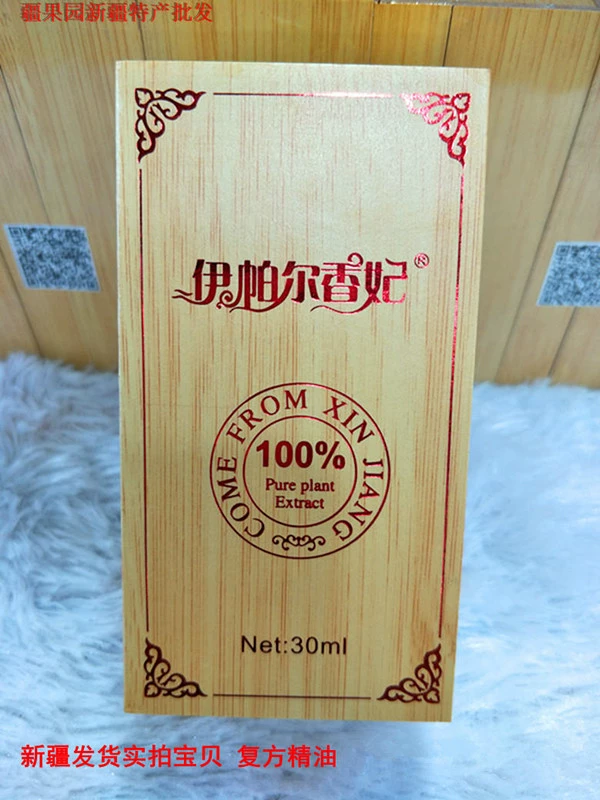 疆果园新疆特产批发
伊帕尔香妃®
COME FROM XIN JIANG
100%
Pure plant
Extract
Net:30ml
新疆发货实拍宝贝 复方精油